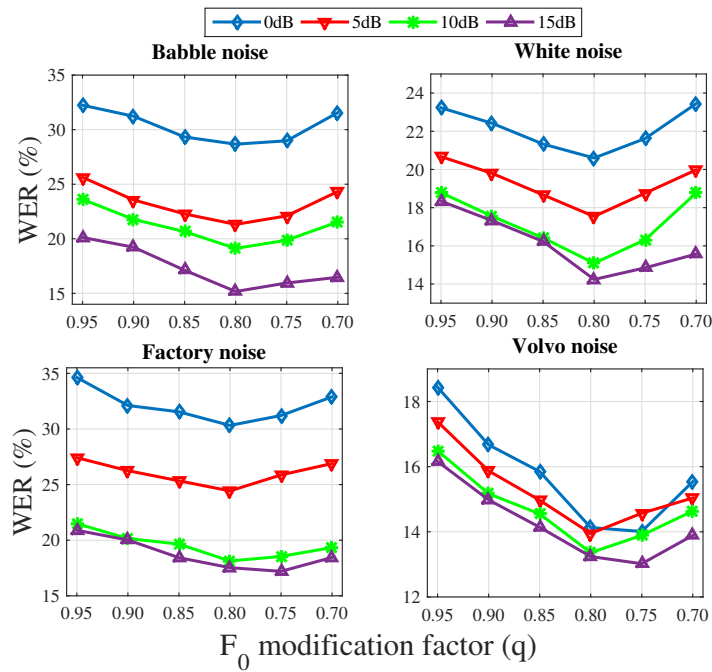 0dB 5dB 10dB 15dB
Babble noise
White noise
WER (%)
35
30
25
20
15
0.95 0.90 0.85 0.80 0.75 0.70
24
22
20
18
16
14
0.95 0.90 0.85 0.80 0.75 0.70
Factory noise
Volvo noise
WER (%)
35
30
25
20
15
0.95 0.90 0.85 0.80 0.75 0.70
18
16
14
12
0.95 0.90 0.85 0.80 0.75 0.70
F0 modification factor (q)